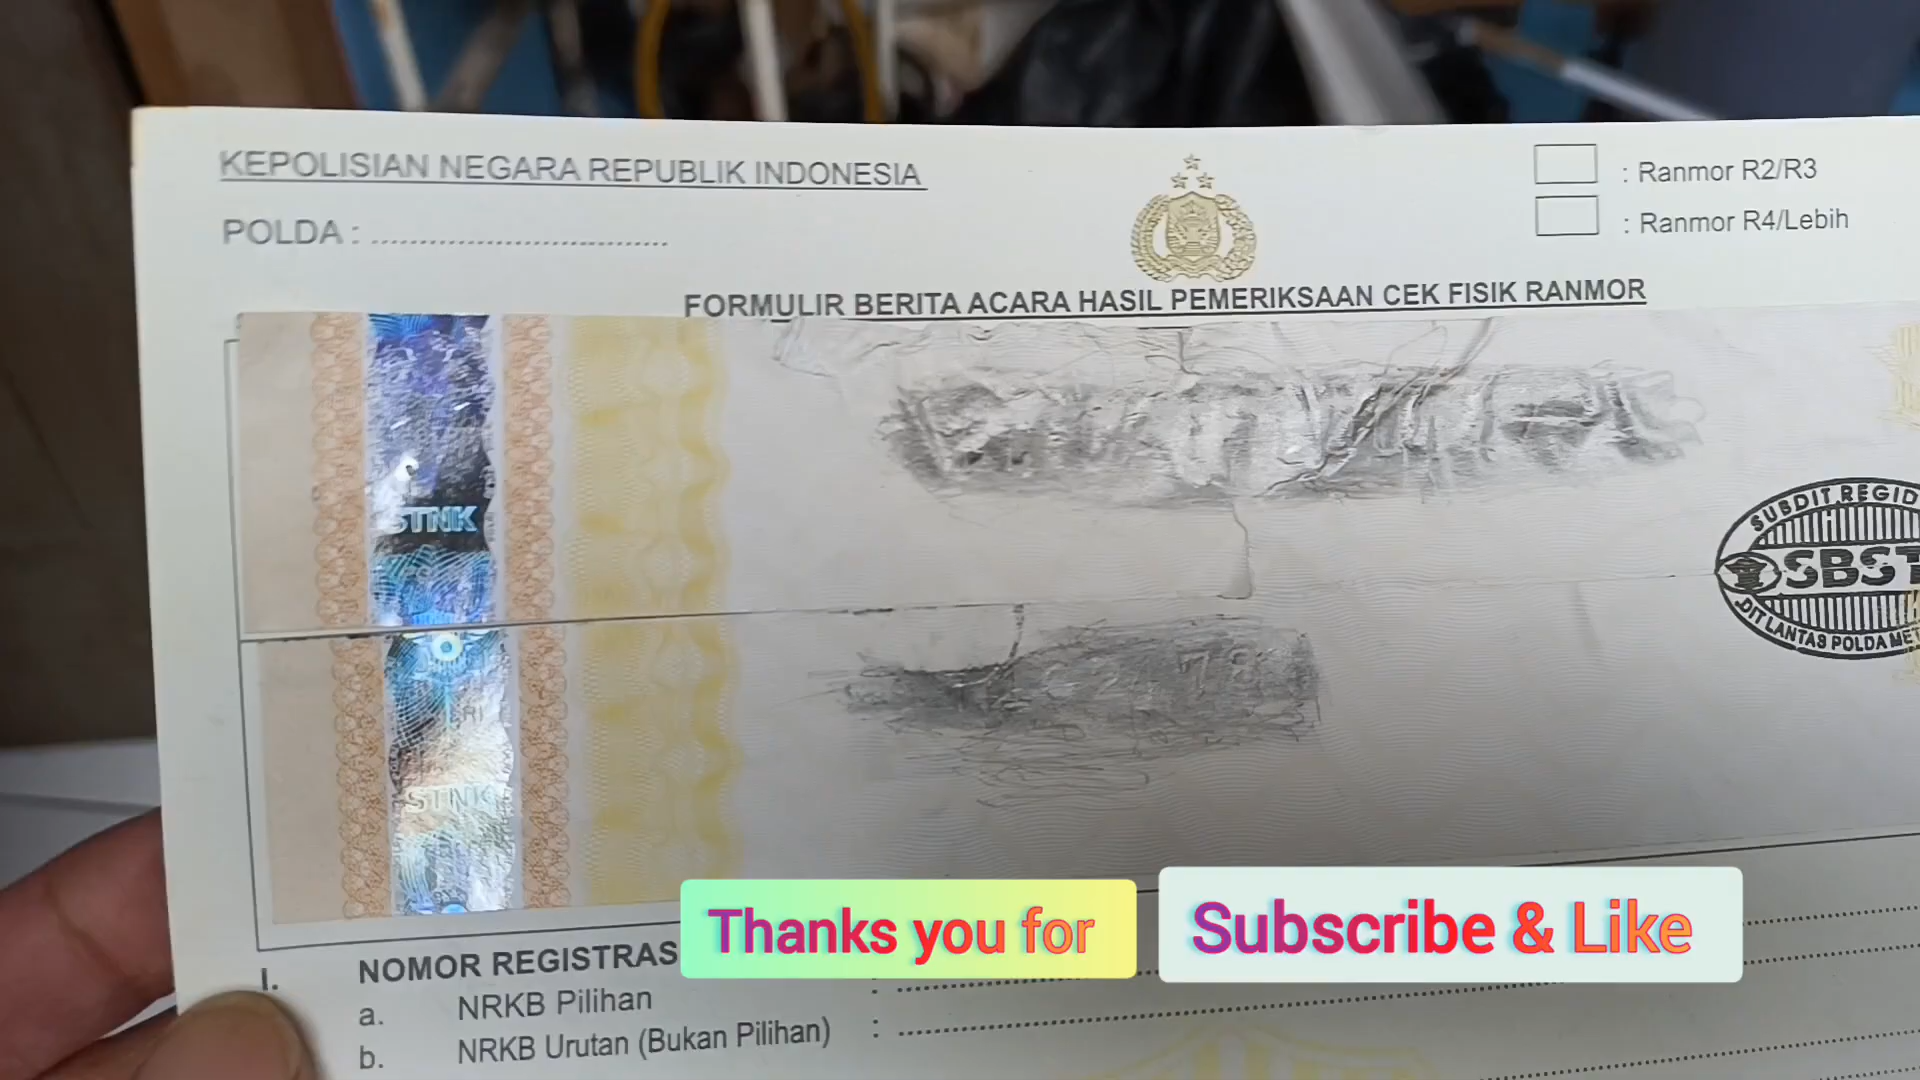 KEPOLISIAN NEGARA REPUBLIK INDONESIA
POLDA : ................................
: Ranmor R2/R3
: Ranmor R4/Lebih
FORMULIR BERITA ACARA HASIL PEMERIKSAAN CEK FISIK RANMOR
STNK
SUBDIT REGID
SBST
DITLANTAS POLDA ME
STNK
Thanks you for
Subscribe & Like
I. NOMOR REGISTRAS
a. NRKB Pilihan :
b. NRKB Urutan (Bukan Pilihan) :